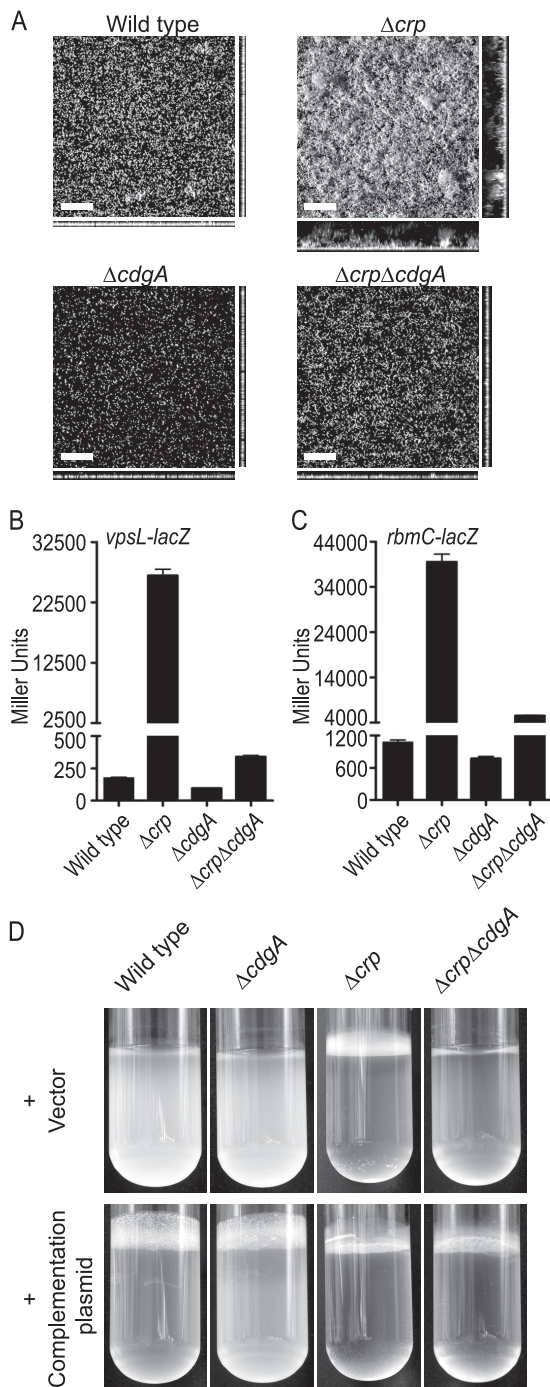 A
Wild type
Δcrp
ΔcdgA
ΔcrpΔcdgA
B
vpsL-lacZ
32500
22500
12500
2500
500
250
0
Miller Units
Wild type
Δcrp
ΔcdgA
ΔcrpΔcdgA
C
rbmC-lacZ
44000
34000
24000
14000
4000
1200
600
0
Miller Units
Wild type
Δcrp
ΔcdgA
ΔcrpΔcdgA
D
Wild type
ΔcdgA
Δcrp
ΔcrpΔcdgA
+
Vector
+
Complementation
plasmid